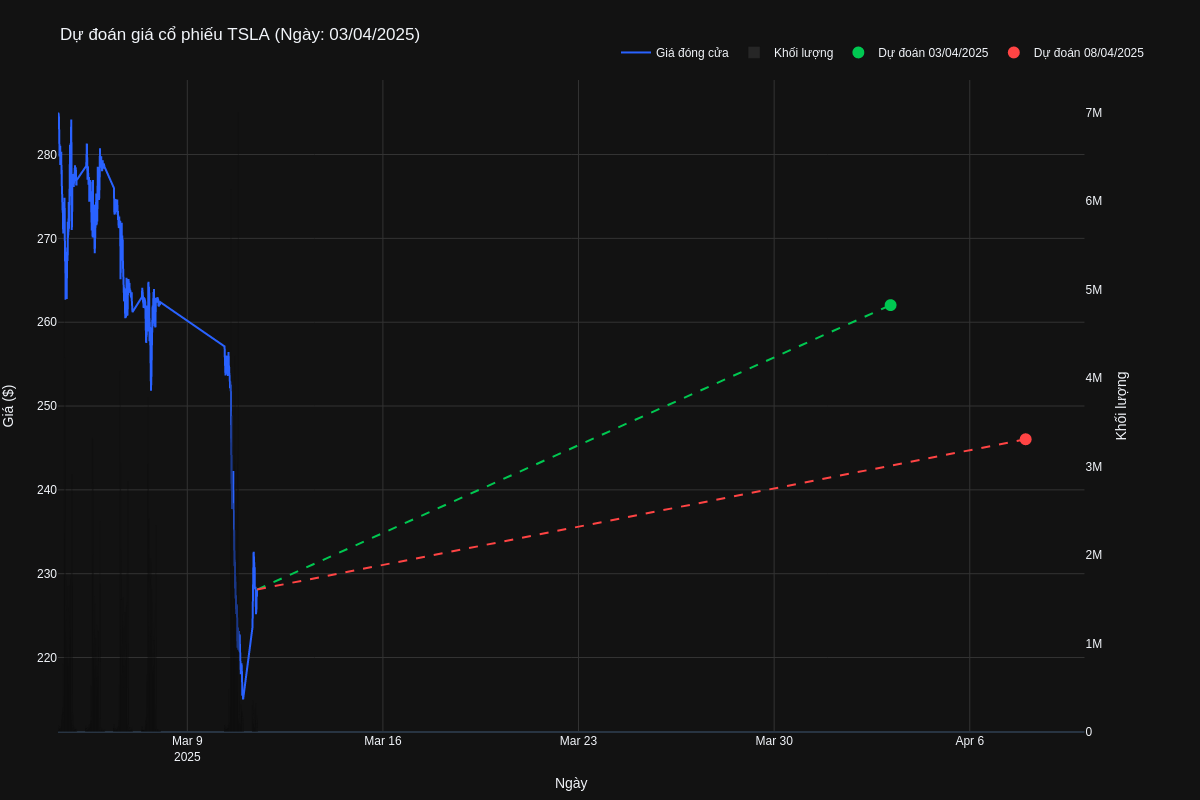 Dự đoán giá cổ phiếu TSLA (Ngày: 03/04/2025)
Giá đóng cửa
Khối lượng
Dự đoán 03/04/2025
Dự đoán 08/04/2025
Giá ($)
280
270
260
250
240
230
220
7M
6M
5M
4M
3M
2M
1M
0
Khối lượng
Mar 9
2025
Mar 16
Mar 23
Mar 30
Apr 6
Ngày